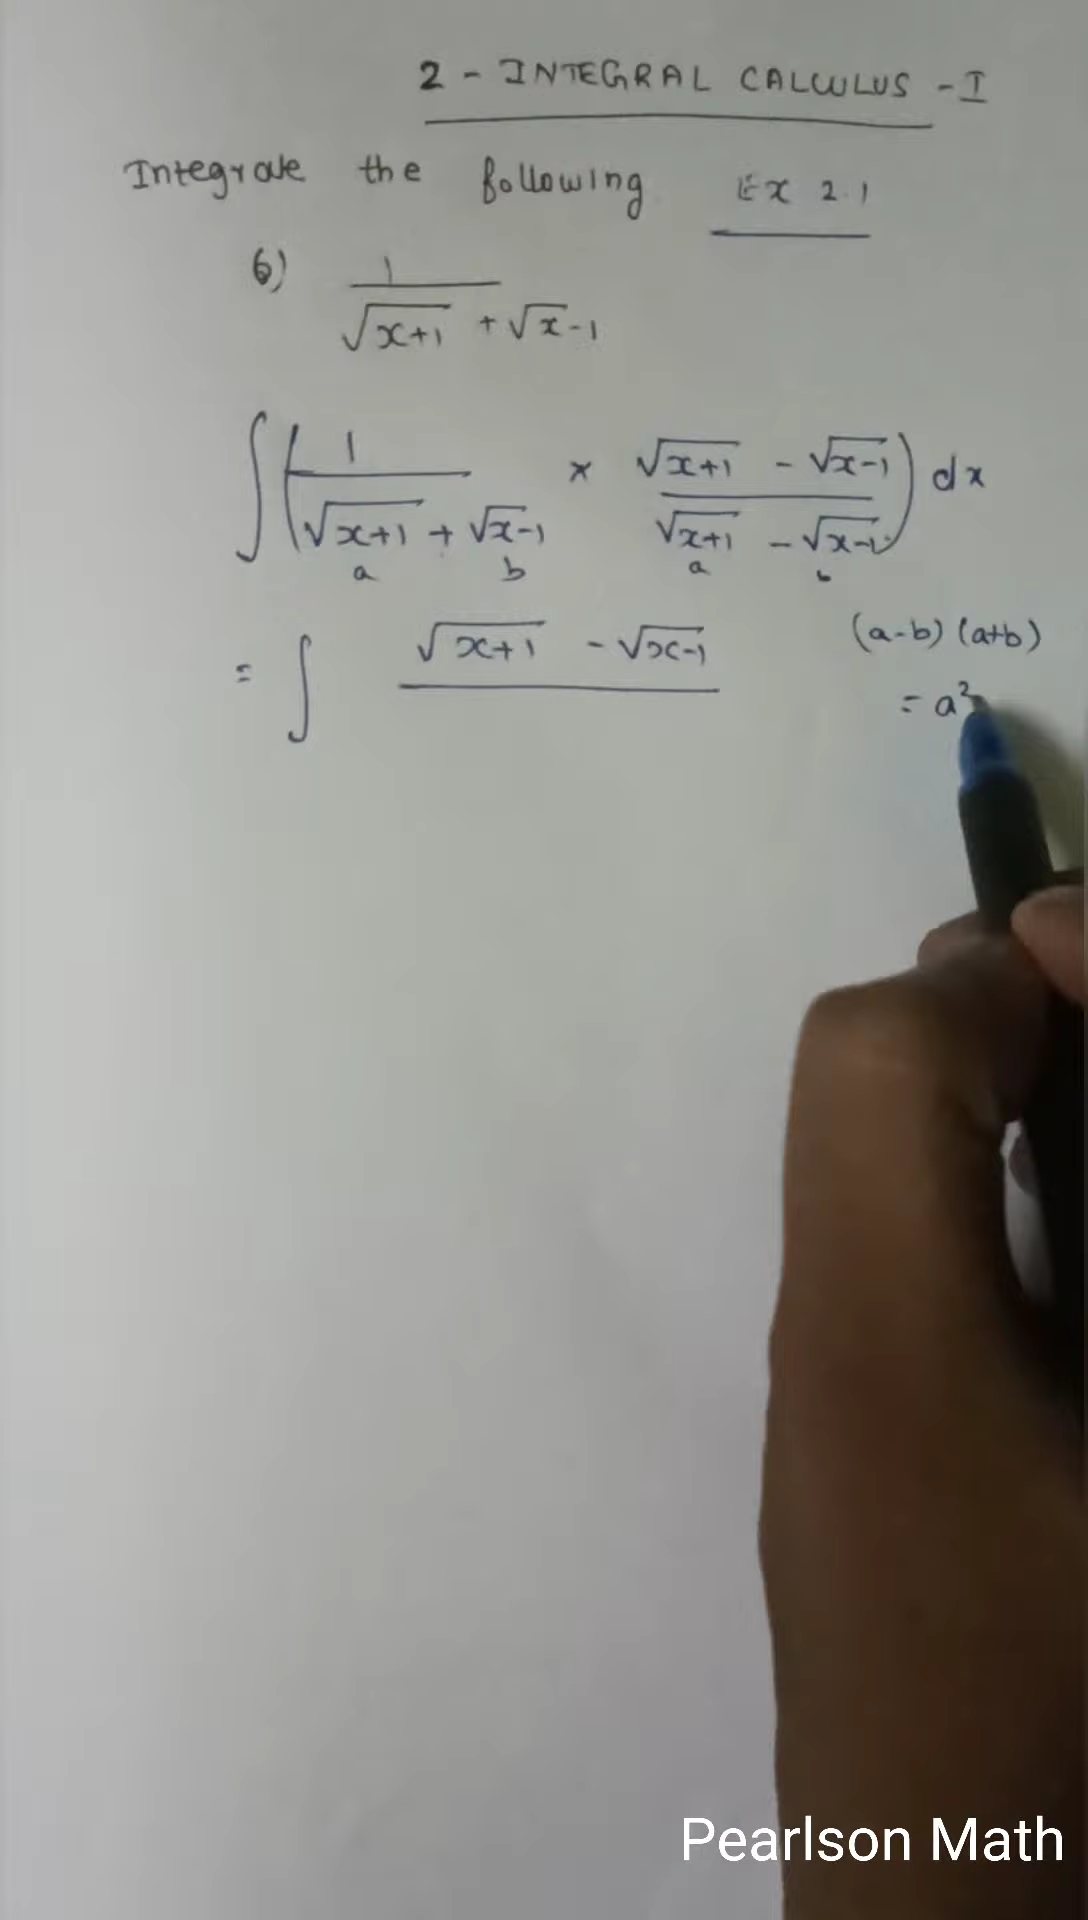 2 - INTEGRAL CALCULUS - I
Integrate the following Ex 2.1
6) 1 / √(x+1) + √x-1
∫ ( 1 / √(x+1) + √x-1 × √(x+1) - √(x-1) / √(x+1) - √(x-1) ) dx
a b a b
= ∫ √(x+1) - √(x-1)
(a-b) (a+b)
= a²
Pearlson Math